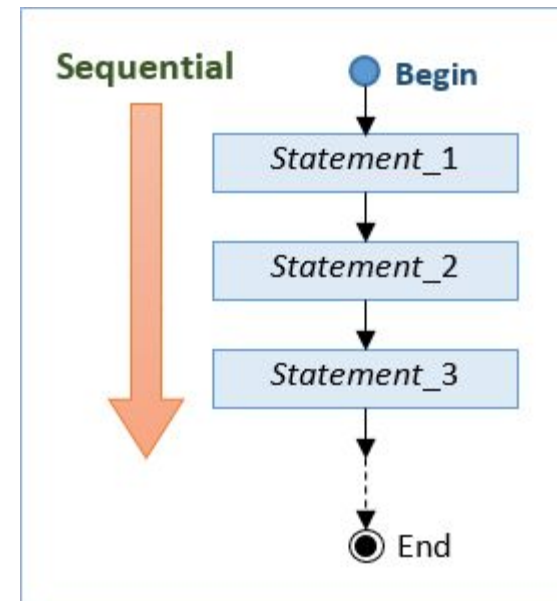 Sequential
Begin
Statement_1
Statement_2
Statement_3
End